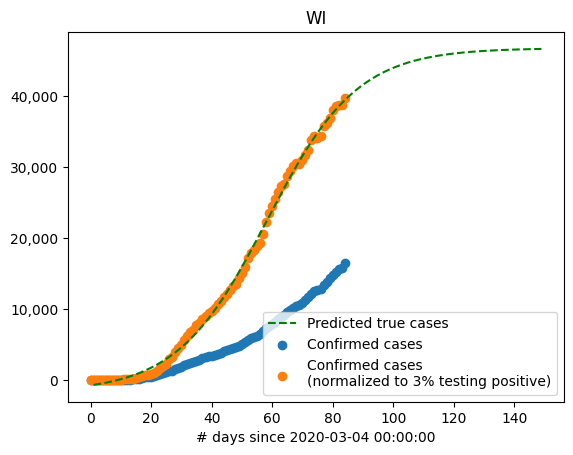 WI
40,000
30,000
20,000
10,000
0
Predicted true cases
Confirmed cases
Confirmed cases
(normalized to 3% testing positive)
0 20 40 60 80 100 120 140
# days since 2020-03-04 00:00:00